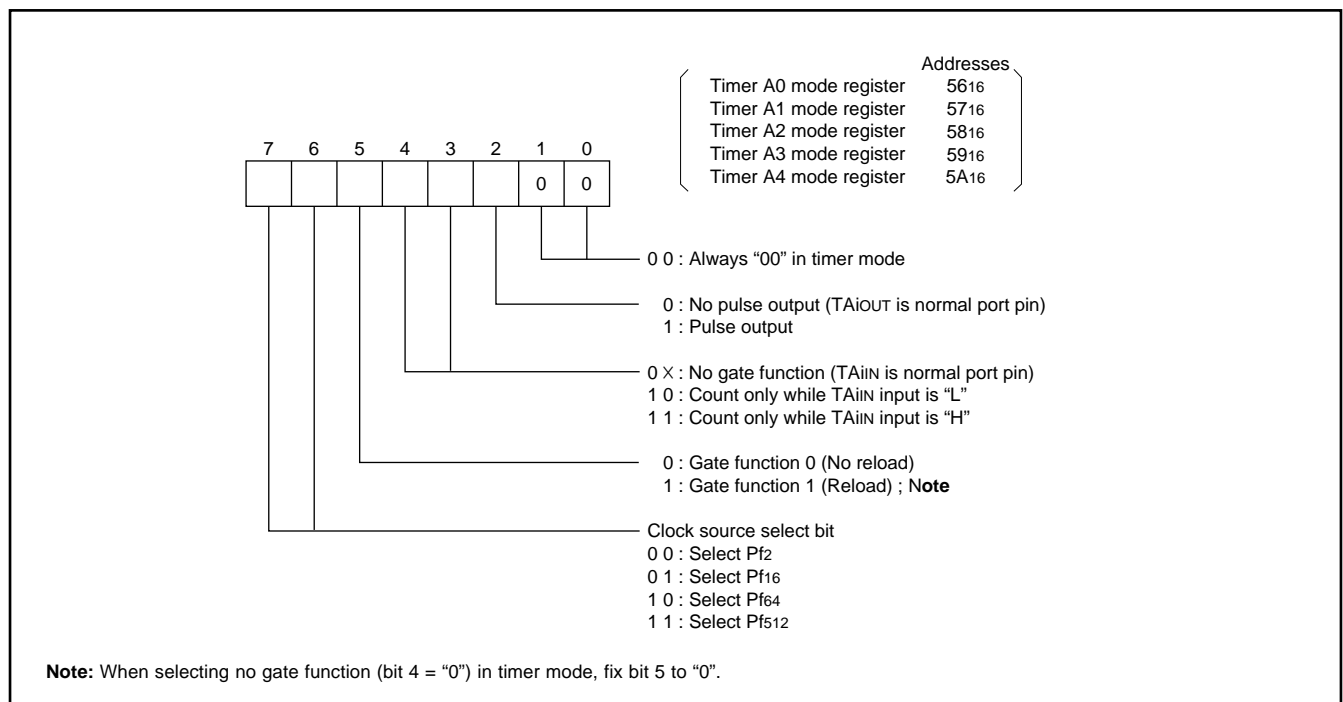 Addresses
Timer A0 mode register 5616
Timer A1 mode register 5716
Timer A2 mode register 5816
Timer A3 mode register 5916
Timer A4 mode register 5A16
7 6 5 4 3 2 1 0
0 0
0 0 : Always “00” in timer mode
0 : No pulse output (TAiOUT is normal port pin)
1 : Pulse output
0 X : No gate function (TAiIN is normal port pin)
1 0 : Count only while TAiIN input is “L”
1 1 : Count only while TAiIN input is “H”
0 : Gate function 0 (No reload)
1 : Gate function 1 (Reload) ; Note
Clock source select bit
0 0 : Select Pf2
0 1 : Select Pf16
1 0 : Select Pf64
1 1 : Select Pf512
Note: When selecting no gate function (bit 4 = “0”) in timer mode, fix bit 5 to “0”.